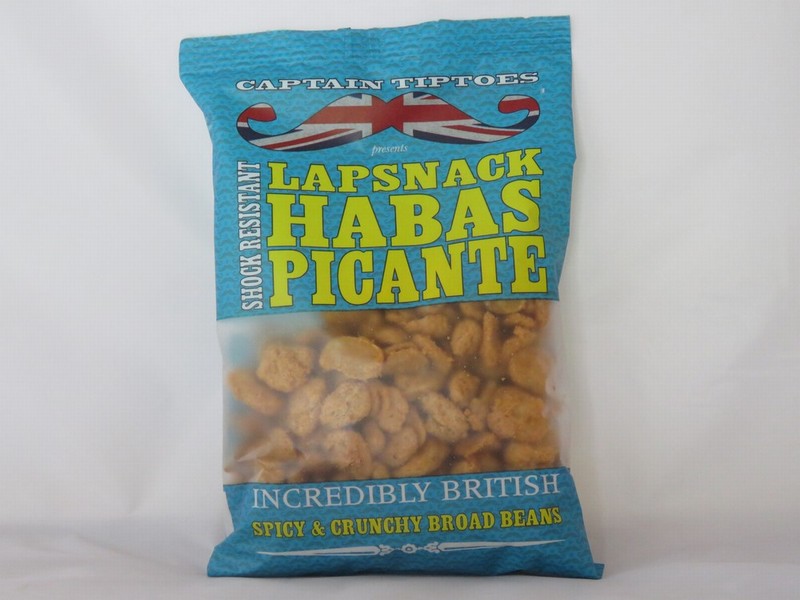 CAPTAIN TIPTOES
presents
SHOCK RESISTANT
LAPSNACK
HABAS
PICANTE
INCREDIBLY BRITISH
SPICY & CRUNCHY BROAD BEANS